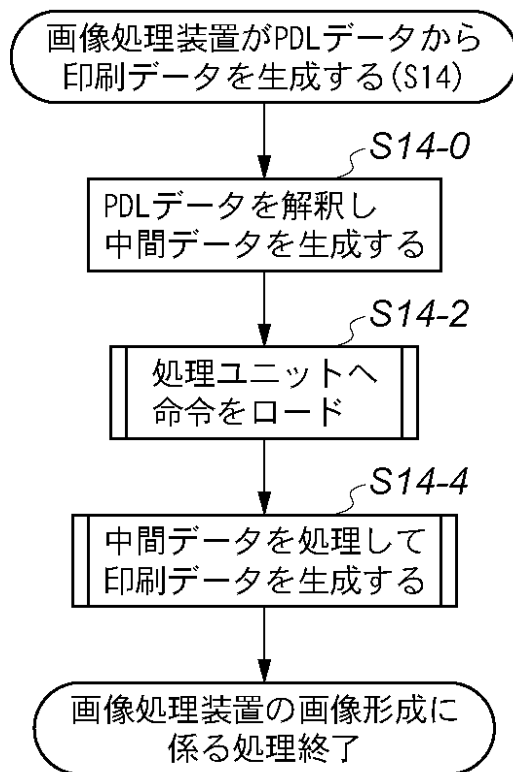 画像処理装置がPDLデータから
印刷データを生成する(S14)
S14-0
PDLデータを解釈し
中間データを生成する
S14-2
処理ユニットへ
命令をロード
S14-4
中間データを処理して
印刷データを生成する
画像処理装置の画像形成に
係る処理終了